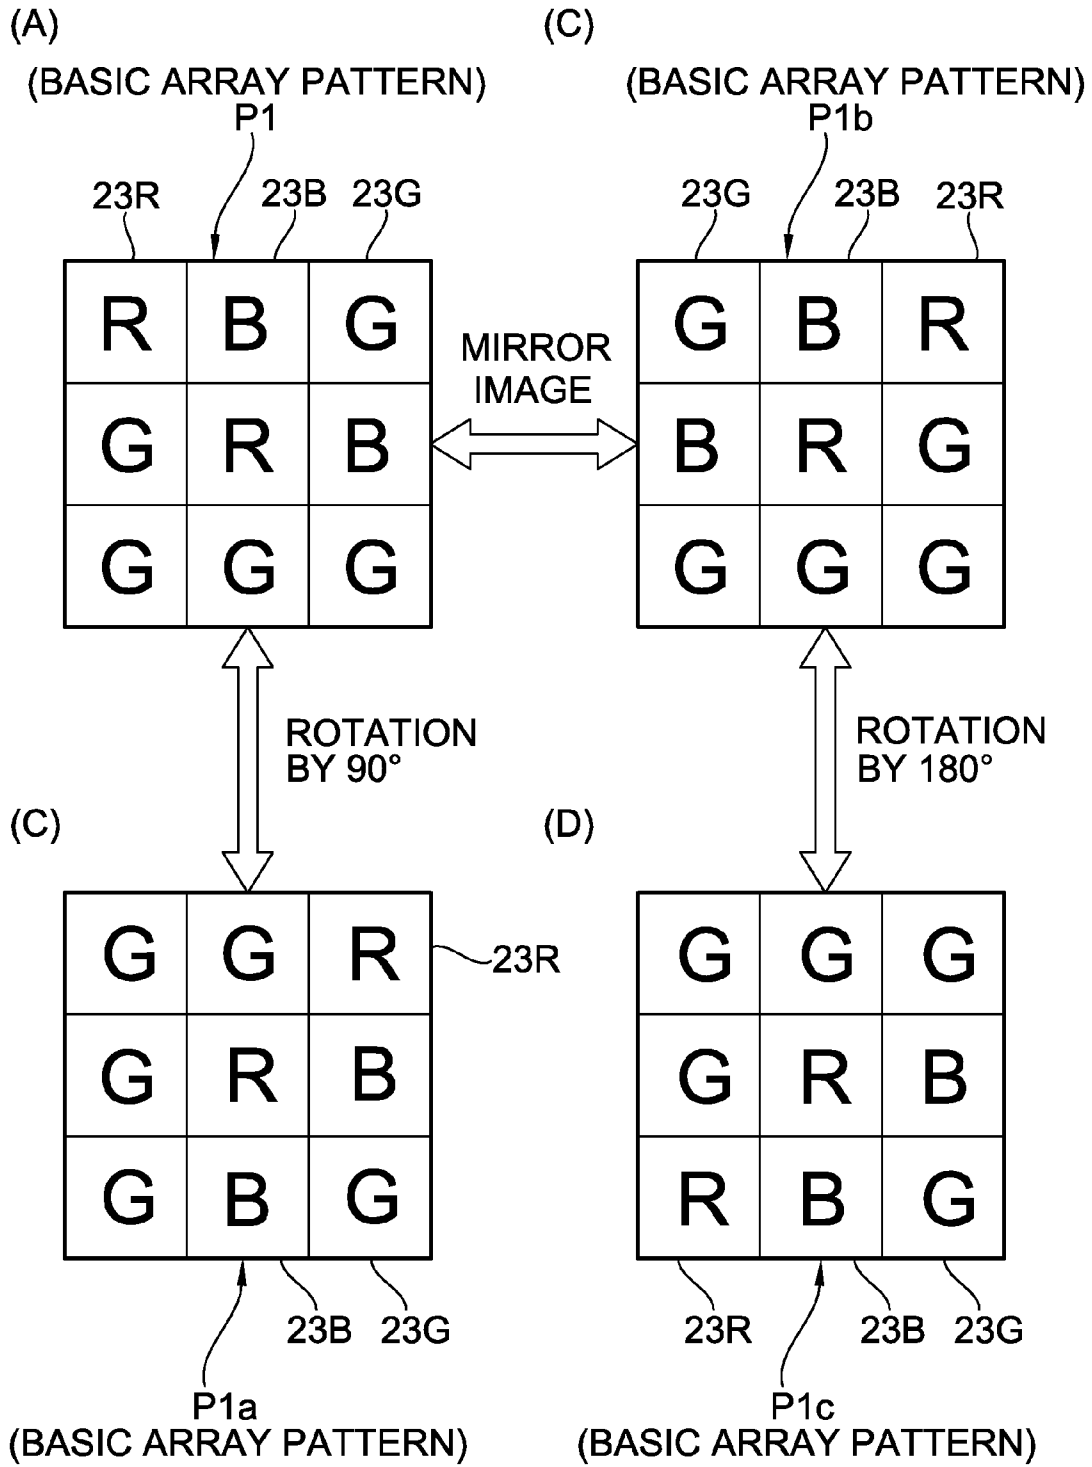 (A)
(BASIC ARRAY PATTERN)
P1
23R 23B 23G
R B G
G R B
G G G
(C)
(BASIC ARRAY PATTERN)
P1b
23G 23B 23R
G B R
B R G
G G G
MIRROR
IMAGE
ROTATION
BY 90°
ROTATION
BY 180°
(C)
G G R
23R
G R B
G B G
23B 23G
P1a
(BASIC ARRAY PATTERN)
(D)
G G G
G R B
R B G
23R 23B 23G
P1c
(BASIC ARRAY PATTERN)